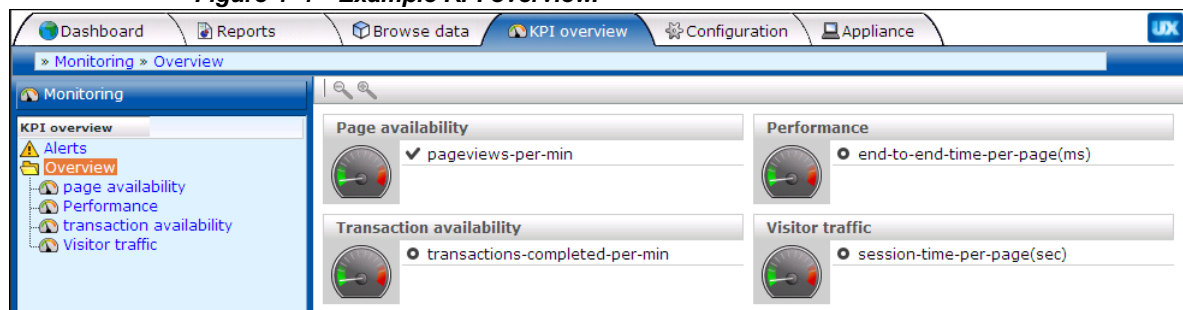 Dashboard Reports Browse data KPI overview Configuration Appliance UX
» Monitoring » Overview
Monitoring
KPI overview
Alerts
Overview
page availability
Performance
transaction availability
Visitor traffic
Page availability
pageviews-per-min
Performance
end-to-end-time-per-page(ms)
Transaction availability
transactions-completed-per-min
Visitor traffic
session-time-per-page(sec)